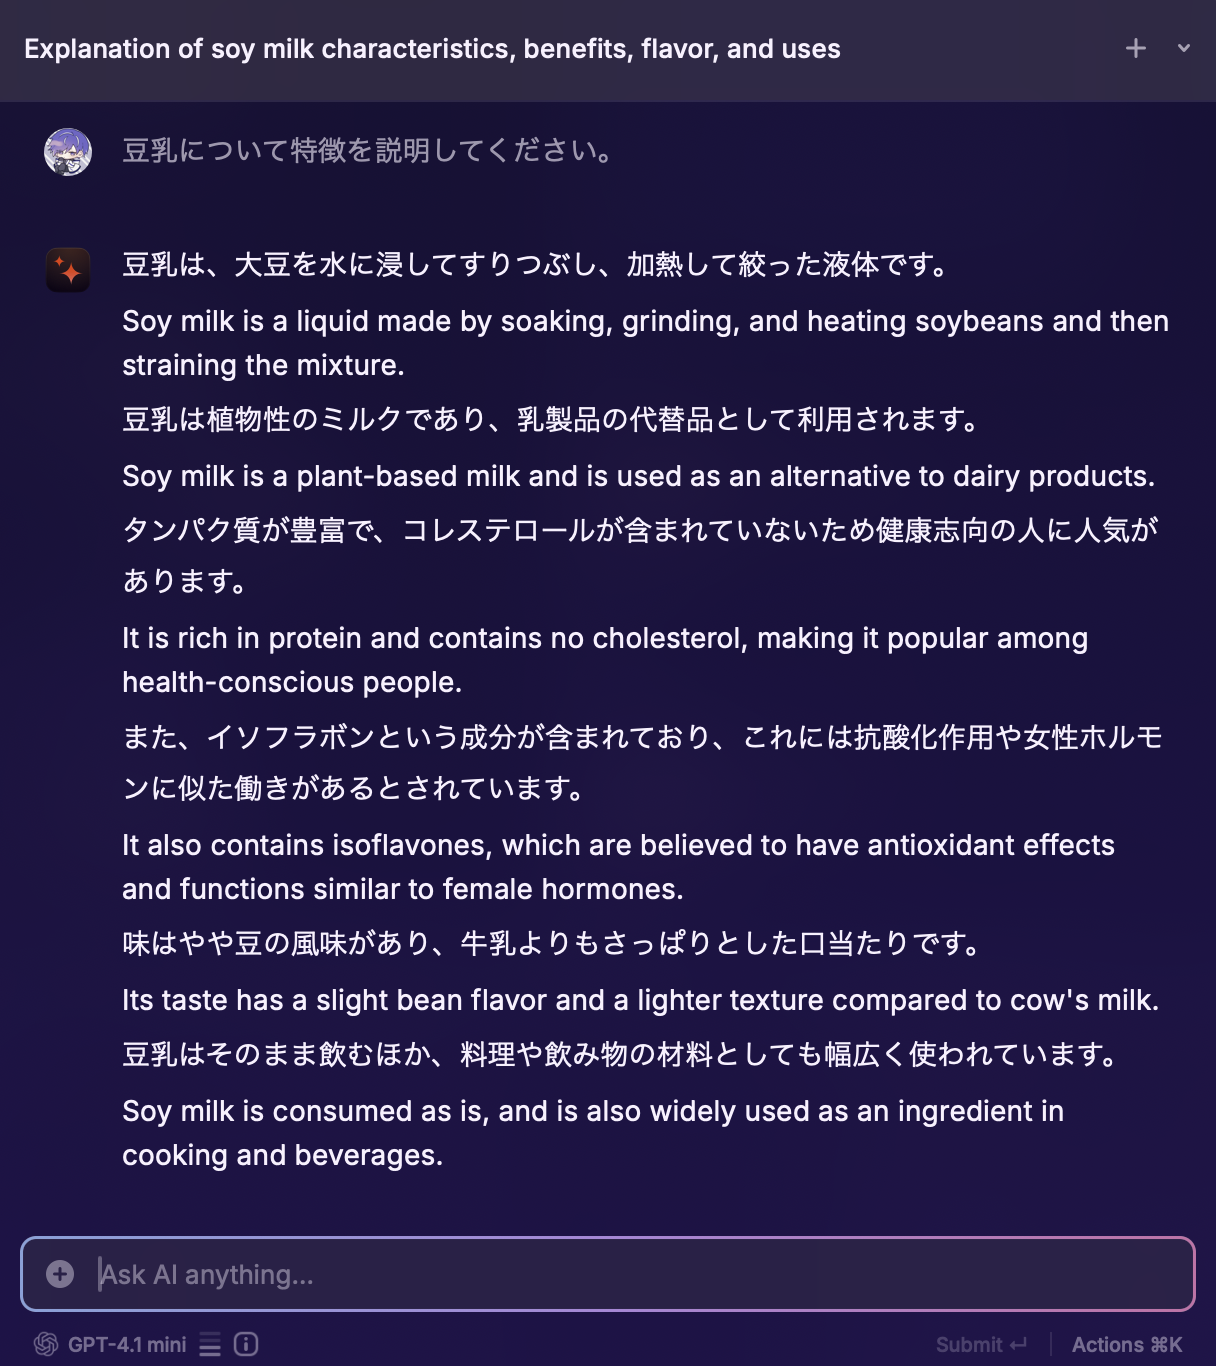 Explanation of soy milk characteristics, benefits, flavor, and uses
豆乳について特徴を説明してください。
豆乳は、大豆を水に浸してすりつぶし、加熱して絞った液体です。
Soy milk is a liquid made by soaking, grinding, and heating soybeans and then
straining the mixture.
豆乳は植物性のミルクであり、乳製品の代替品として利用されます。
Soy milk is a plant-based milk and is used as an alternative to dairy products.
タンパク質が豊富で、コレステロールが含まれていないため健康志向の人に人気が
あります。
It is rich in protein and contains no cholesterol, making it popular among
health-conscious people.
また、イソフラボンという成分が含まれており、これには抗酸化作用や女性ホルモ
ンに似た働きがあるとされています。
It also contains isoflavones, which are believed to have antioxidant effects
and functions similar to female hormones.
味はやや豆の風味があり、牛乳よりもさっぱりとした口当たりです。
Its taste has a slight bean flavor and a lighter texture compared to cow's milk.
豆乳はそのまま飲むほか、料理や飲み物の材料としても幅広く使われています。
Soy milk is consumed as is, and is also widely used as an ingredient in
cooking and beverages.
Ask AI anything...
GPT-4.1 mini
Submit ↵
Actions ⌘K